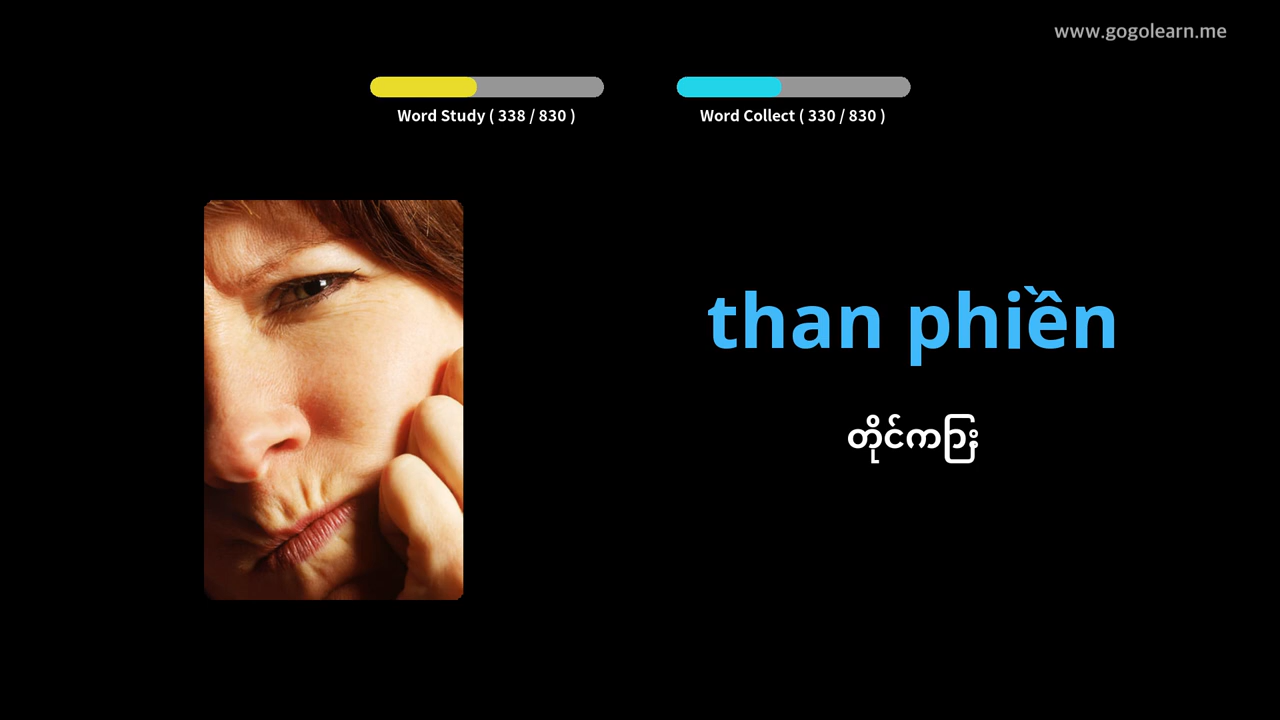 www.gogolearn.me
Word Study ( 338 / 830 )
Word Collect ( 330 / 830 )
than phiền
တိုင်ကြား